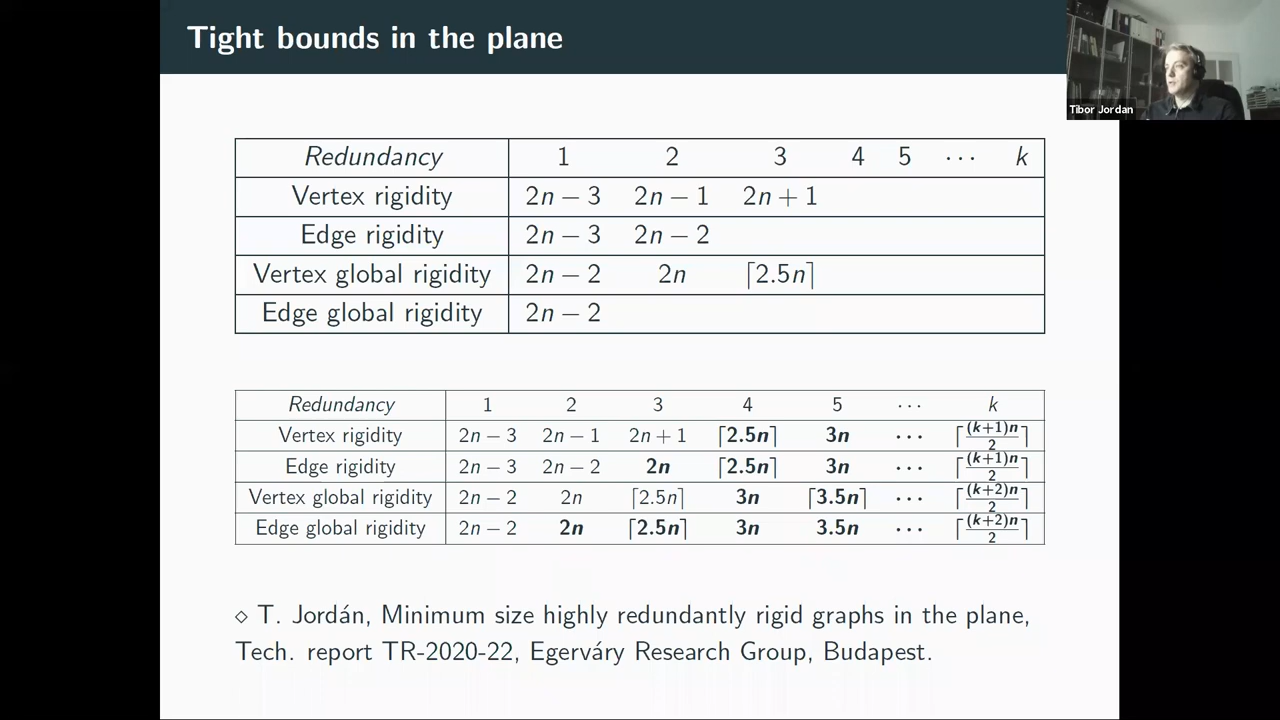 Tight bounds in the plane
Tibor Jordan
Redundancy 1 2 3 4 5 ⋯ k
Vertex rigidity 2n − 3 2n − 1 2n + 1
Edge rigidity 2n − 3 2n − 2
Vertex global rigidity 2n − 2 2n ⌈2.5n⌉
Edge global rigidity 2n − 2
Redundancy 1 2 3 4 5 ⋯ k
Vertex rigidity 2n − 3 2n − 1 2n + 1 ⌈2.5n⌉ 3n ⋯ ⌈(k+1)n/2⌉
Edge rigidity 2n − 3 2n − 2 2n ⌈2.5n⌉ 3n ⋯ ⌈(k+1)n/2⌉
Vertex global rigidity 2n − 2 2n ⌈2.5n⌉ 3n ⌈3.5n⌉ ⋯ ⌈(k+2)n/2⌉
Edge global rigidity 2n − 2 2n ⌈2.5n⌉ 3n 3.5n ⋯ ⌈(k+2)n/2⌉
⋄ T. Jordán, Minimum size highly redundantly rigid graphs in the plane,
Tech. report TR-2020-22, Egerváry Research Group, Budapest.